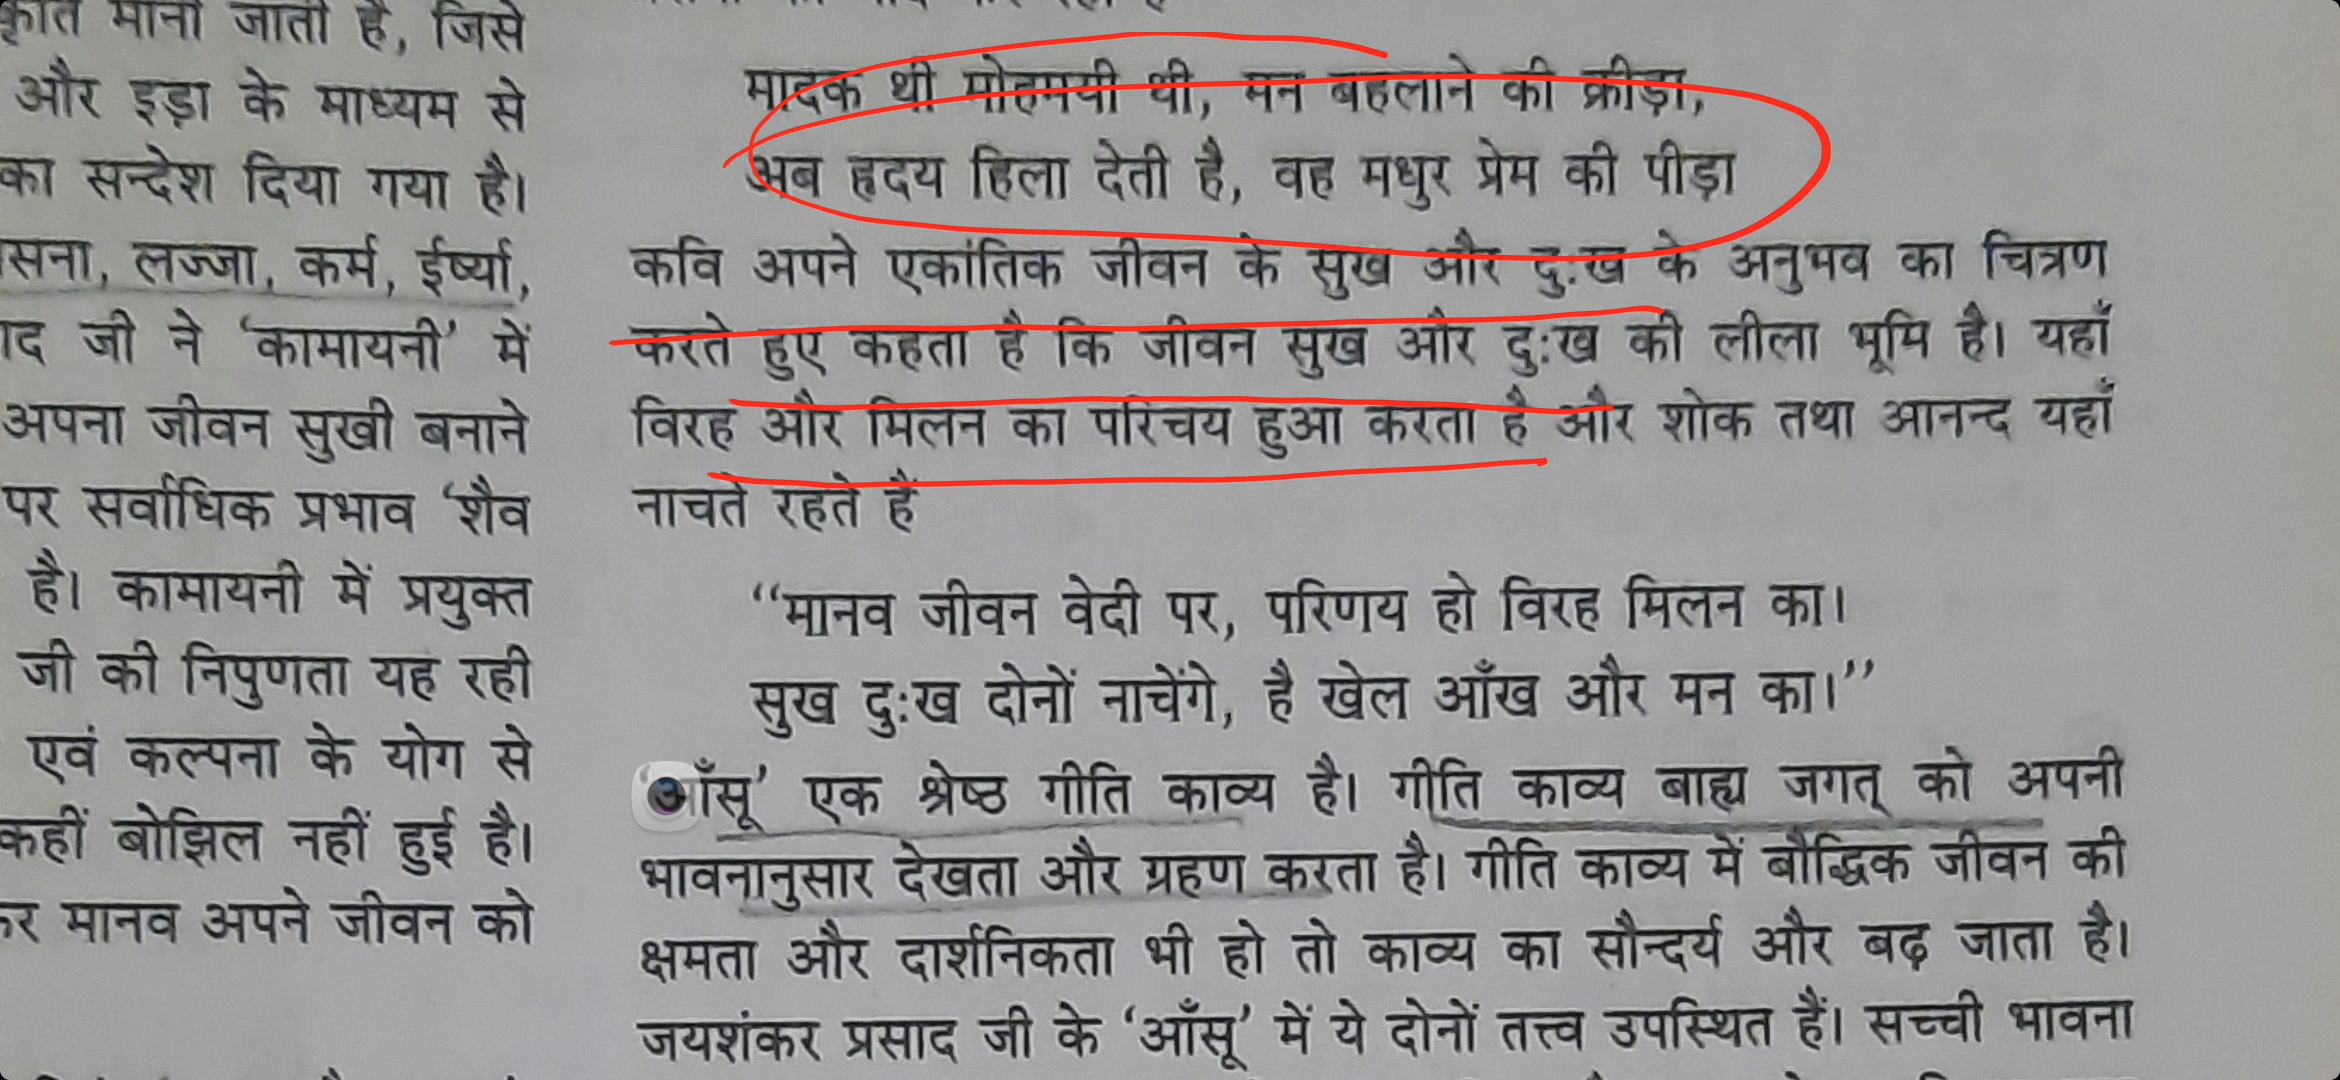 मानी जाती है, जिसे
और इड़ा के माध्यम से
का सन्देश दिया गया है।
लज्जा, कर्म, ईर्ष्या,
जी ने ‘कामायनी’ में
अपना जीवन सुखी बनाने
पर सर्वाधिक प्रभाव ‘शैव
है। कामायनी में प्रयुक्त
जी की निपुणता यह रही
एवं कल्पना के योग से
कहीं बोझिल नहीं हुई है।
मानव अपने जीवन को
मादक थी मोहमयी थी, मन बहलाने की क्रीड़ा,
अब हृदय हिला देती है, वह मधुर प्रेम की पीड़ा
कवि अपने एकांतिक जीवन के सुख और दुःख के अनुभव का चित्रण
करते हुए कहता है कि जीवन सुख और दुःख की लीला भूमि है। यहाँ
विरह और मिलन का परिचय हुआ करता है और शोक तथा आनन्द यहाँ
नाचते रहते हैं
“मानव जीवन वेदी पर, परिणय हो विरह मिलन का।
सुख दुःख दोनों नाचेंगे, है खेल आँख और मन का।”
‘आँसू’ एक श्रेष्ठ गीति काव्य है। गीति काव्य बाह्य जगत् को अपनी
भावनानुसार देखता और ग्रहण करता है। गीति काव्य में बौद्धिक जीवन की
क्षमता और दार्शनिकता भी हो तो काव्य का सौन्दर्य और बढ़ जाता है।
जयशंकर प्रसाद जी के ‘आँसू’ में ये दोनों तत्त्व उपस्थित हैं। सच्ची भावना